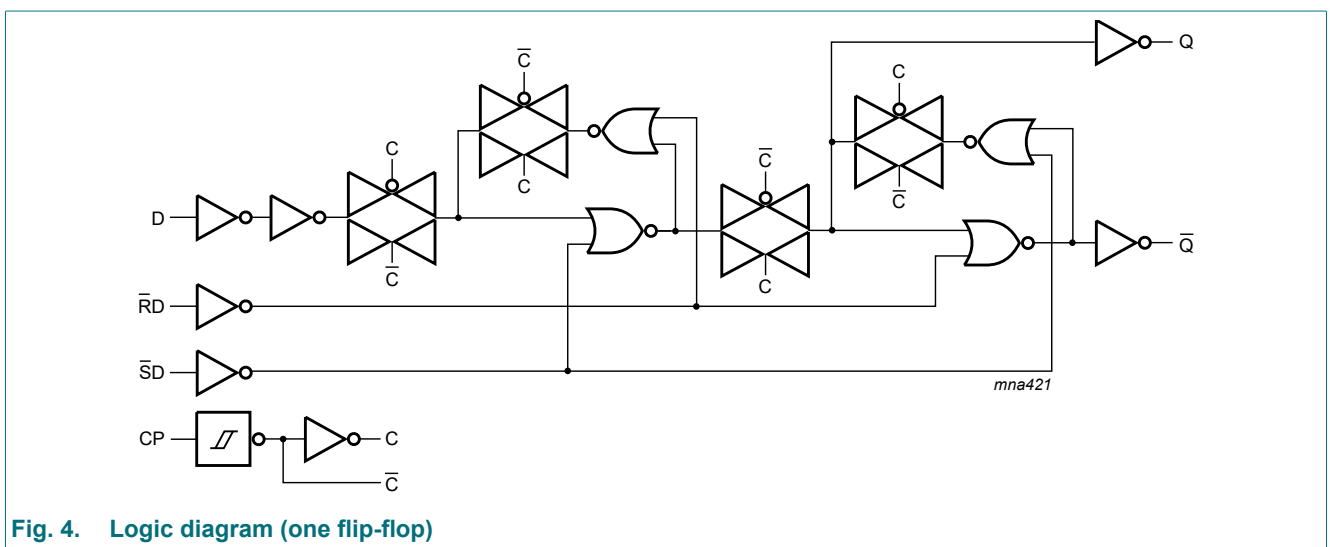 Q
C̅
C
C
C
C̅
D
C
C̅
C̅
Q̅
C
R̅D
S̅D
mna421
CP
C
C̅
Fig. 4. Logic diagram (one flip-flop)